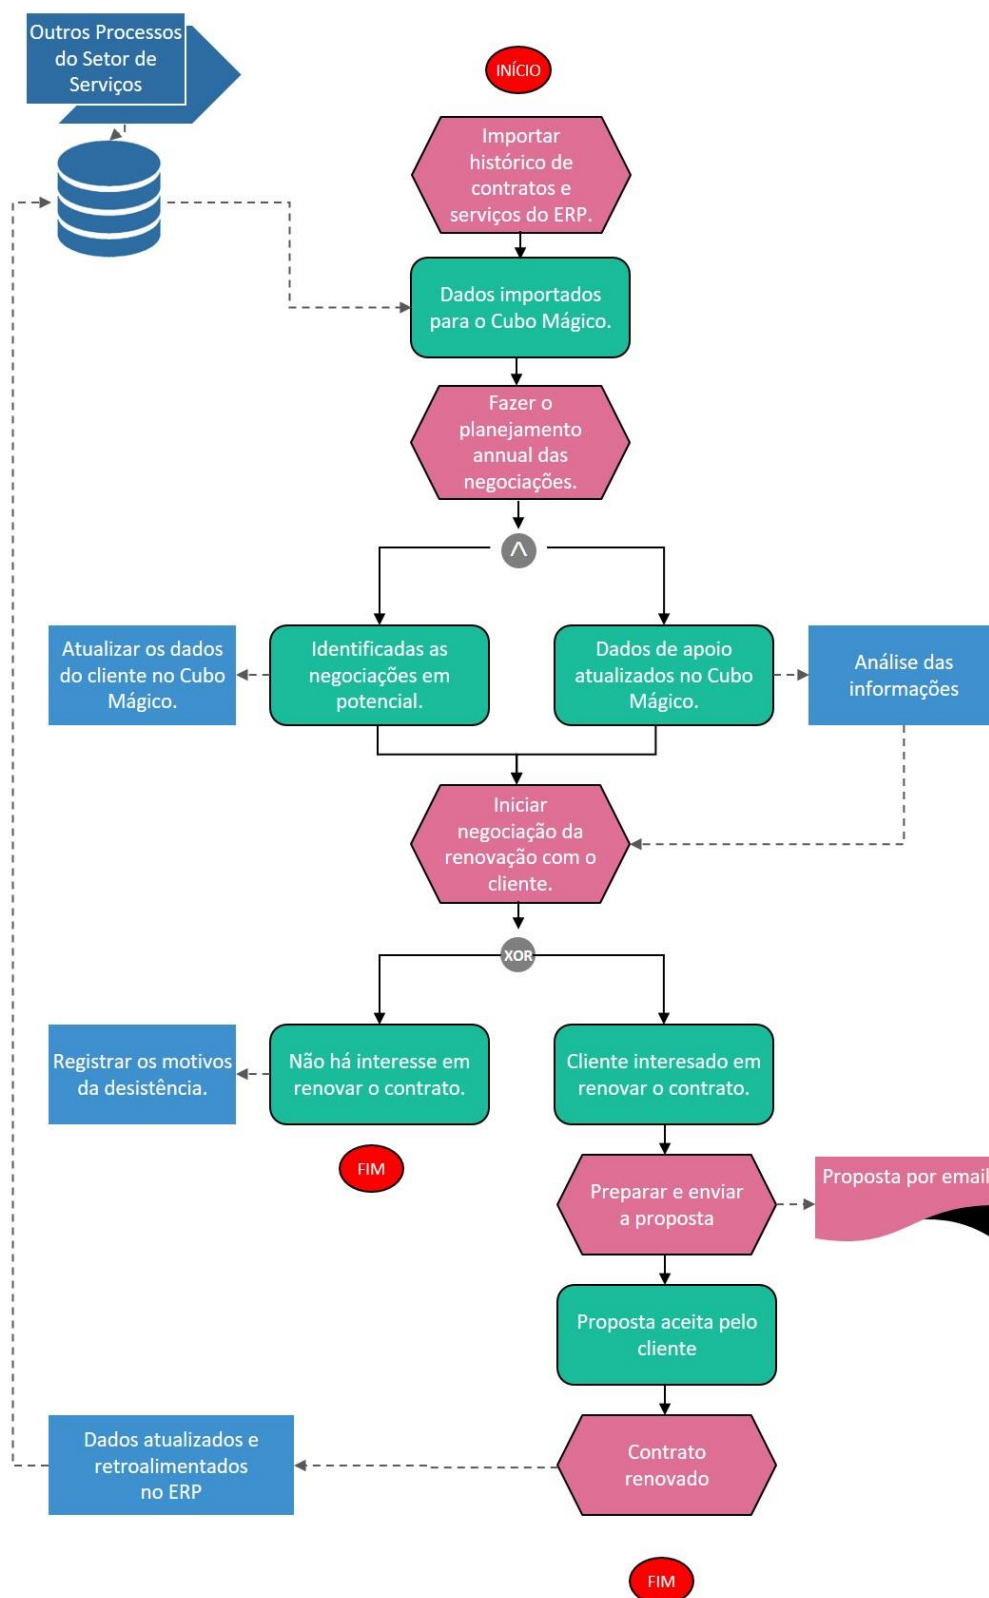 Outros Processos
do Setor de
Serviços
INÍCIO
Importar
histórico de
contratos e
serviços do ERP.
Dados importados
para o Cubo Mágico.
Fazer o
planejamento
annual das
negociações.
^
Atualizar os dados
do cliente no Cubo
Mágico.
Identificadas as
negociações em
potencial.
Dados de apoio
atualizados no Cubo
Mágico.
Análise das
informações
Iniciar
negociação da
renovação com o
cliente.
XOR
Registrar os motivos
da desistência.
Não há interesse em
renovar o contrato.
Cliente interesado em
renovar o contrato.
FIM
Preparar e enviar
a proposta
Proposta por email
Proposta aceita pelo
cliente
Dados atualizados e
retroalimentados
no ERP
Contrato
renovado
FIM